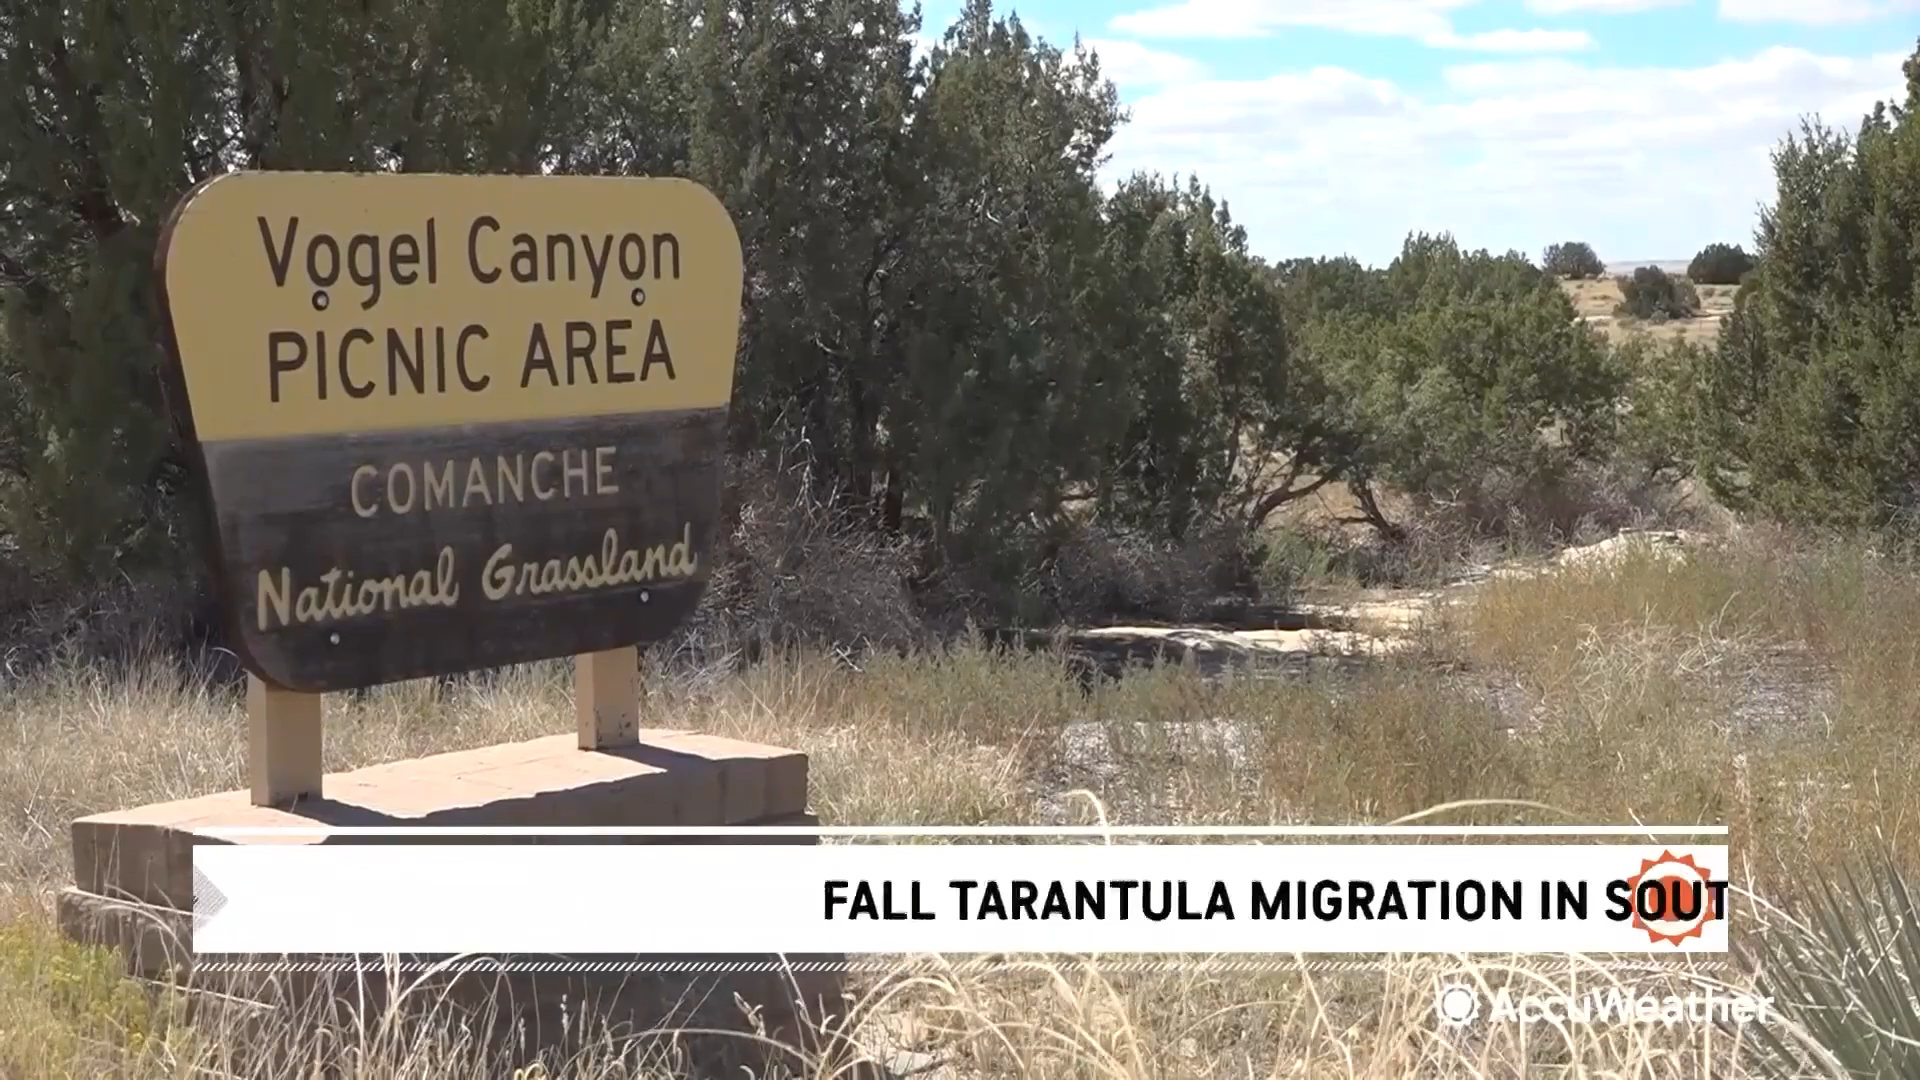 Vogel Canyon
PICNIC AREA
COMANCHE
National Grassland
FALL TARANTULA MIGRATION IN SOUT
AccuWeather